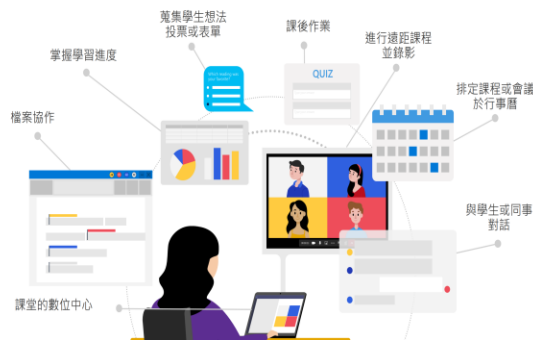 蒐集學生想法
投票或表單
課後作業
進行遠距課程
並錄影
掌握學習進度
QUIZ
排定課程或會議
於行事曆
檔案協作
與學生或同事
對話
課堂的數位中心